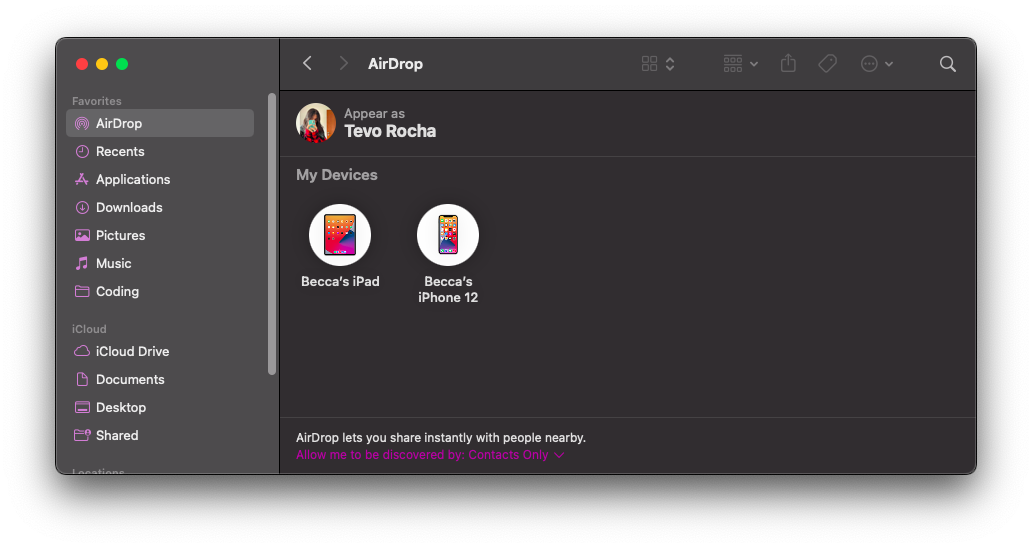 AirDrop
Favorites
AirDrop
Recents
Applications
Downloads
Pictures
Music
Coding
iCloud
iCloud Drive
Documents
Desktop
Shared
Locations
Appear as
Tevo Rocha
My Devices
Becca’s iPad
Becca’s
iPhone 12
AirDrop lets you share instantly with people nearby.
Allow me to be discovered by: Contacts Only